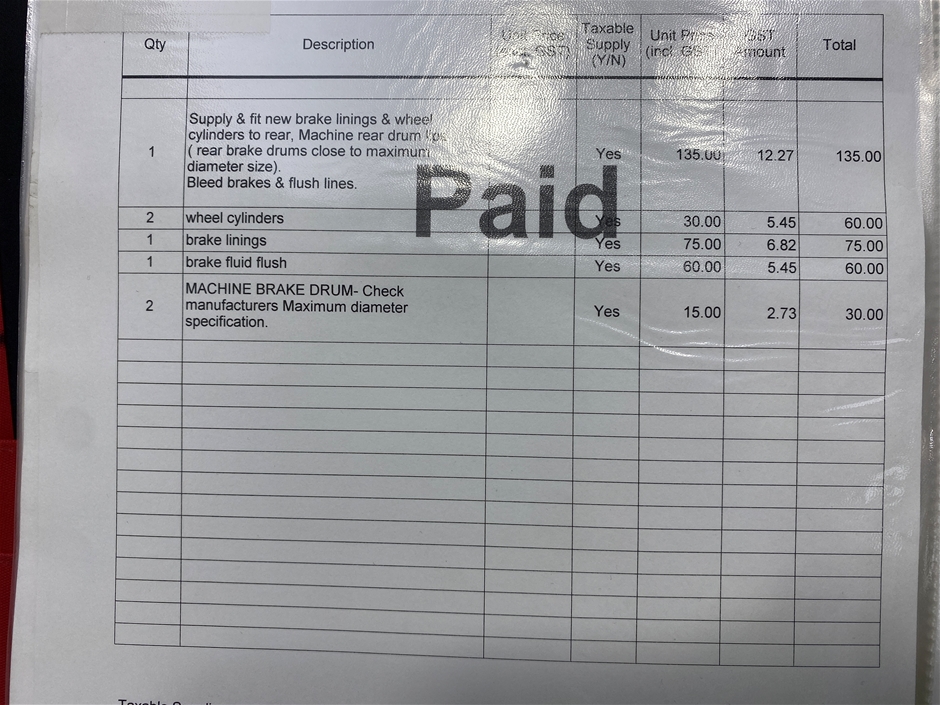 Qty Description Unit Price (Excl. GST) Taxable Supply (Y/N) Unit Price (incl. GST) GST Amount Total
Supply & fit new brake linings & wheel
cylinders to rear, Machine rear drum
1 ( rear brake drums close to maximum Yes 135.00 12.27 135.00
diameter size).
Bleed brakes & flush lines.
Paid
2 wheel cylinders Yes 30.00 5.45 60.00
1 brake linings Yes 75.00 6.82 75.00
1 brake fluid flush Yes 60.00 5.45 60.00
MACHINE BRAKE DRUM- Check
2 manufacturers Maximum diameter Yes 15.00 2.73 30.00
specification.